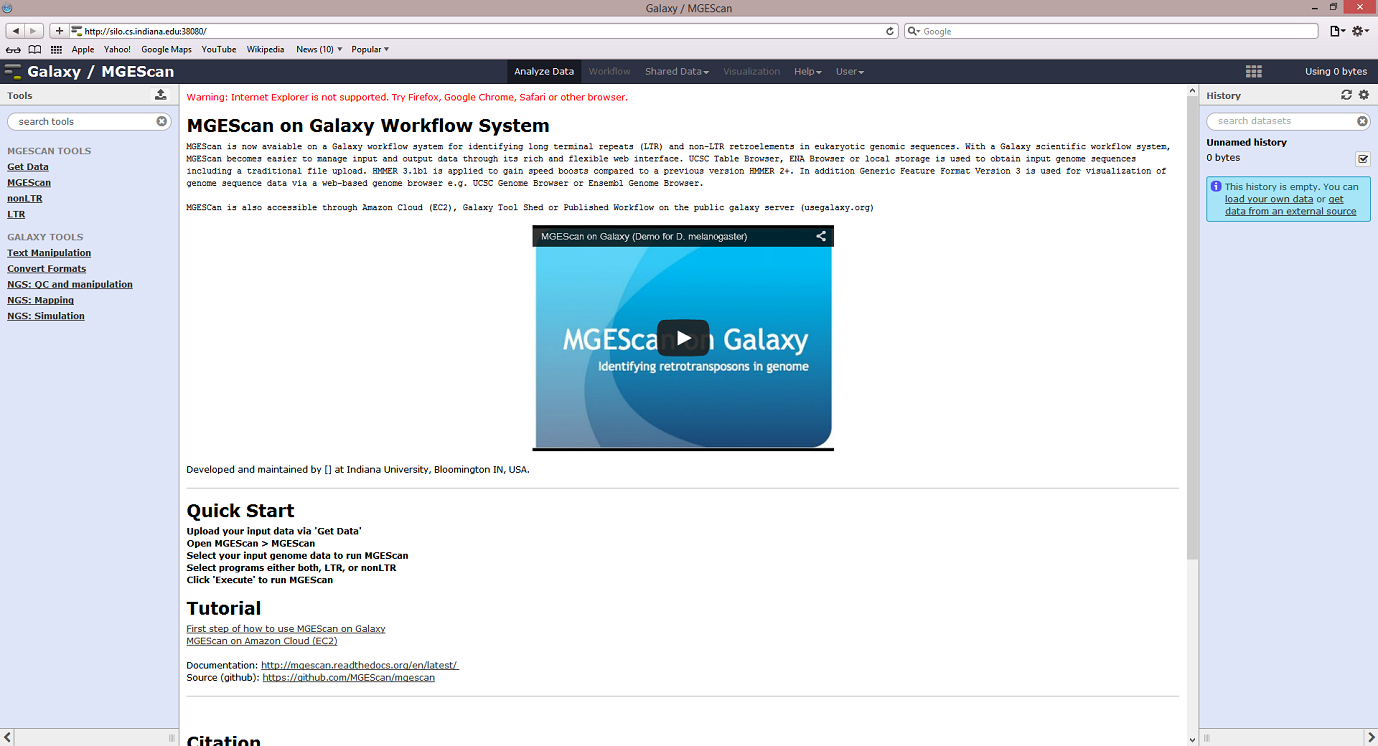 Galaxy / MGEScan
http://silo.cs.indiana.edu:38080/
Google
Apple Yahoo! Google Maps YouTube Wikipedia News (10) Popular
Galaxy / MGEScan
Analyze Data Workflow Shared Data Visualization Help User
Using 0 bytes
Tools
search tools
MGESCAN TOOLS
Get Data
MGEScan
nonLTR
LTR
GALAXY TOOLS
Text Manipulation
Convert Formats
NGS: QC and manipulation
NGS: Mapping
NGS: Simulation
Warning: Internet Explorer is not supported. Try Firefox, Google Chrome, Safari or other browser.
MGEScan on Galaxy Workflow System
MGEScan is now avaiable on a Galaxy workflow system for identifying long terminal repeats (LTR) and non-LTR retroelements in eukaryotic genomic sequences. With a Galaxy scientific workflow system,
MGEScan becomes easier to manage input and output data through its rich and flexible web interface. UCSC Table Browser, ENA Browser or local storage is used to obtain input genome sequences
including a traditional file upload. HMMER 3.1b1 is applied to gain speed boosts compared to a previous version HMMER 2+. In addition Generic Feature Format Version 3 is used for visualization of
genome sequence data via a web-based genome browser e.g. UCSC Genome Browser or Ensembl Genome Browser.
MGEScan is also accessible through Amazon Cloud (EC2), Galaxy Tool Shed or Published Workflow on the public galaxy server (usegalaxy.org)
MGEScan on Galaxy (Demo for D. melanogaster)
MGEScan on Galaxy
Identifying retrotransposons in genome
Developed and maintained by [] at Indiana University, Bloomington IN, USA.
Quick Start
Upload your input data via 'Get Data'
Open MGEScan > MGEScan
Select your input genome data to run MGEScan
Select programs either both, LTR, or nonLTR
Click 'Execute' to run MGEScan
Tutorial
First step of how to use MGEScan on Galaxy
MGEScan on Amazon Cloud (EC2)
Documentation: http://mgescan.readthedocs.org/en/latest/
Source (github): https://github.com/MGEScan/mgescan
Citation
History
search datasets
Unnamed history
0 bytes
This history is empty. You can
load your own data or get
data from an external source